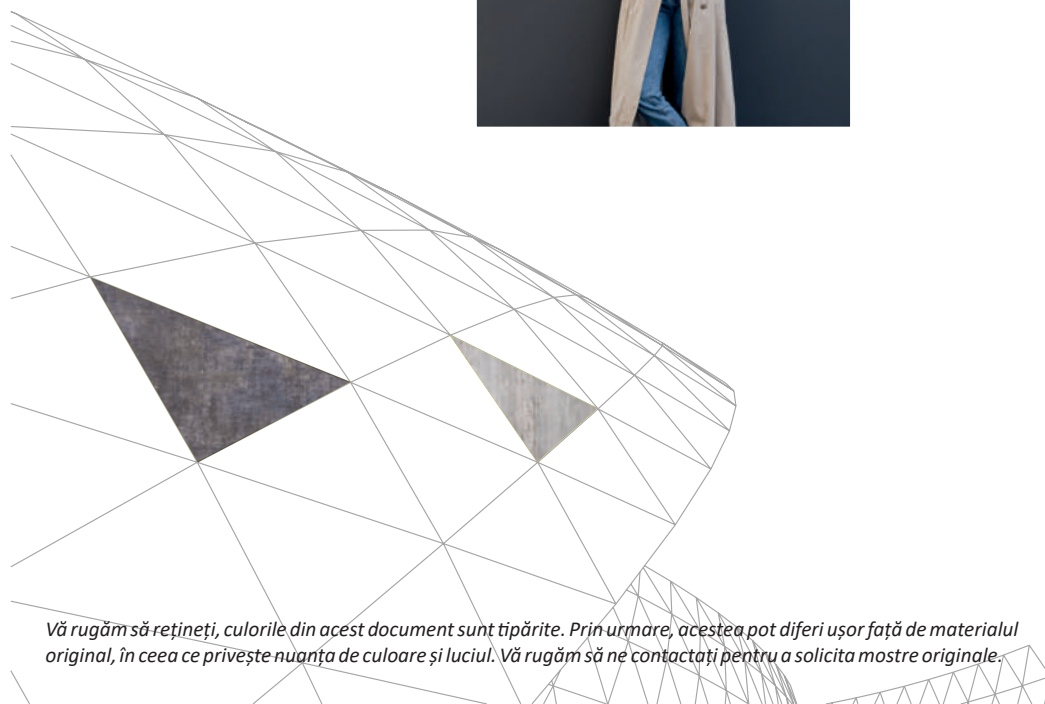 Vă rugăm să rețineți, culorile din acest document sunt tipărite. Prin urmare, acestea pot diferi ușor față de materialul
original, în ceea ce privește nuanța de culoare și luciul. Vă rugăm să ne contactați pentru a solicita mostre originale.